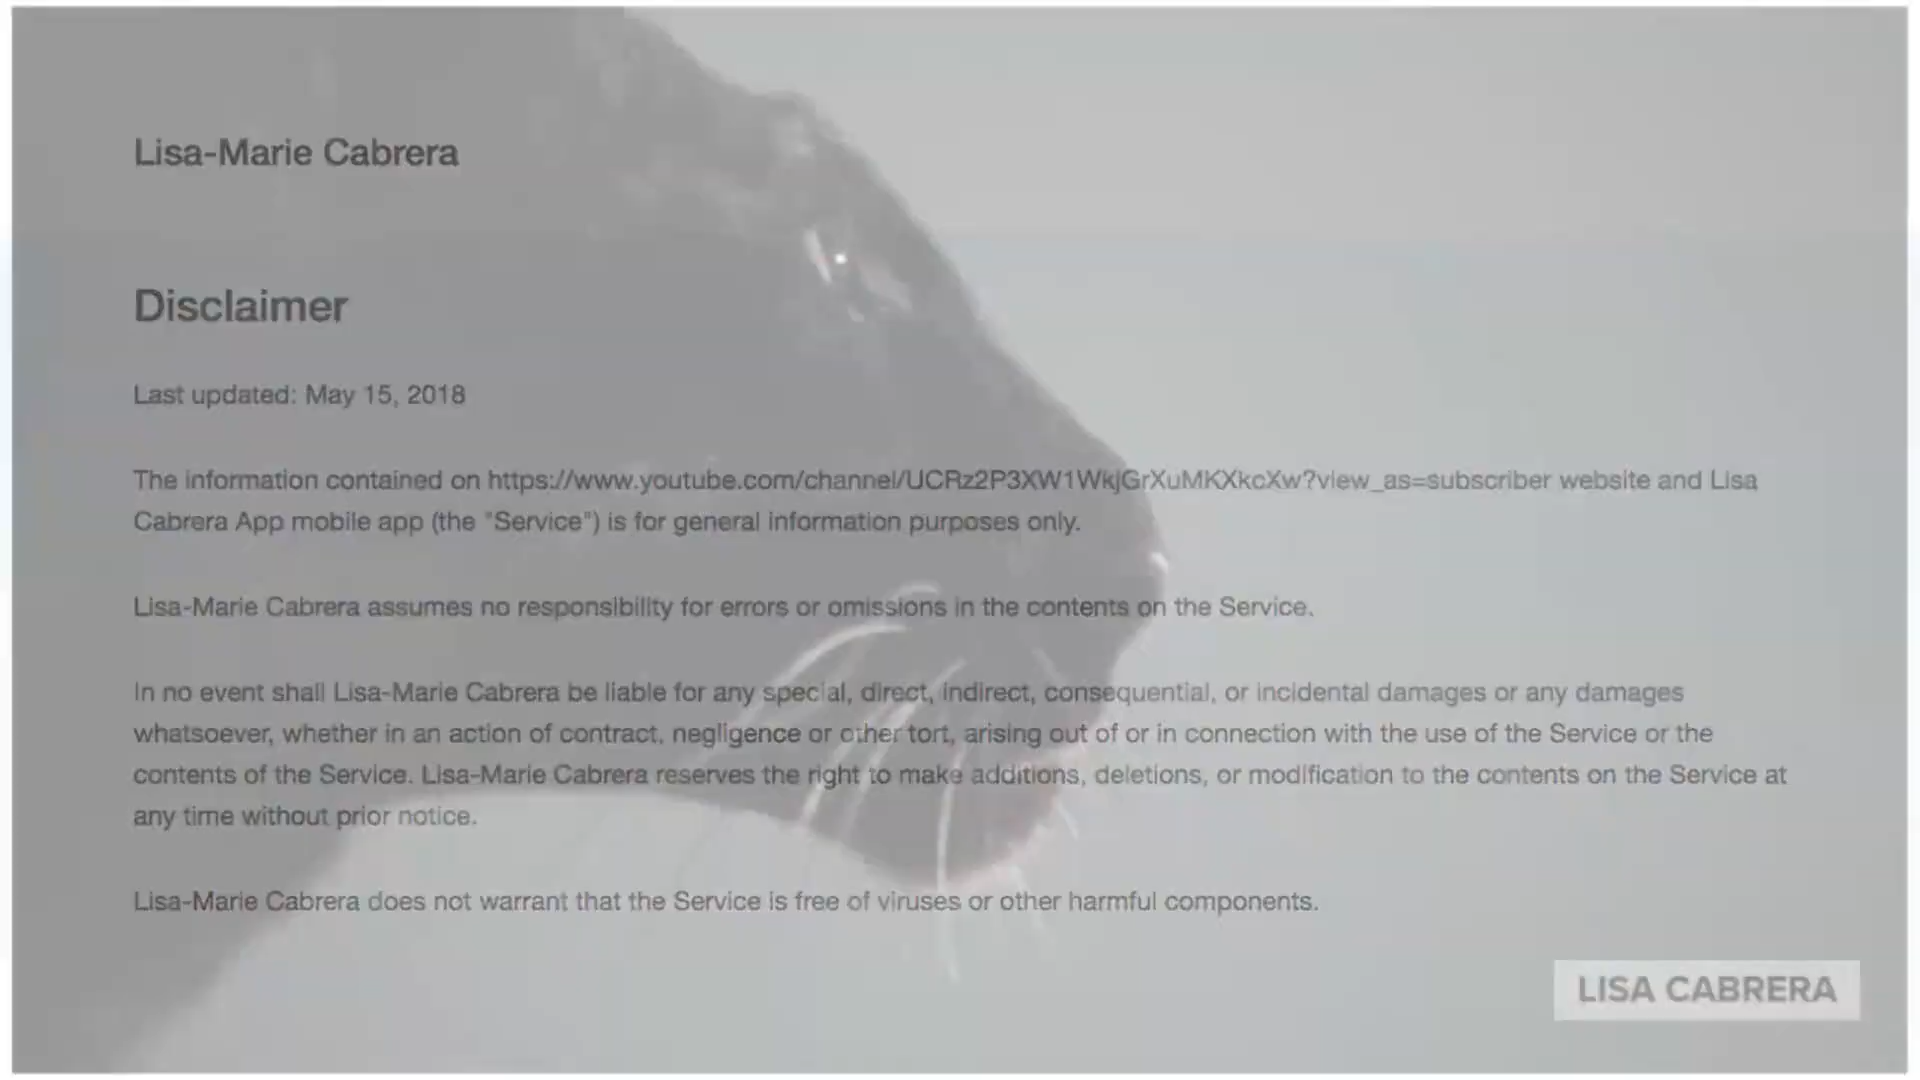 Lisa-Marie Cabrera
Disclaimer
Last updated: May 15, 2018
The information contained on https://www.youtube.com/channel/UCRz2P3XW1WkjGrXuMKXkcXw?view_as=subscriber website and Lisa
Cabrera App mobile app (the "Service") is for general information purposes only.
Lisa-Marie Cabrera assumes no responsibility for errors or omissions in the contents on the Service.
In no event shall Lisa-Marie Cabrera be liable for any special, direct, indirect, consequential, or incidental damages or any damages
whatsoever, whether in an action of contract, negligence or other tort, arising out of or in connection with the use of the Service or the
contents of the Service. Lisa-Marie Cabrera reserves the right to make additions, deletions, or modification to the contents on the Service at
any time without prior notice.
Lisa-Marie Cabrera does not warrant that the Service is free of viruses or other harmful components.
LISA CABRERA